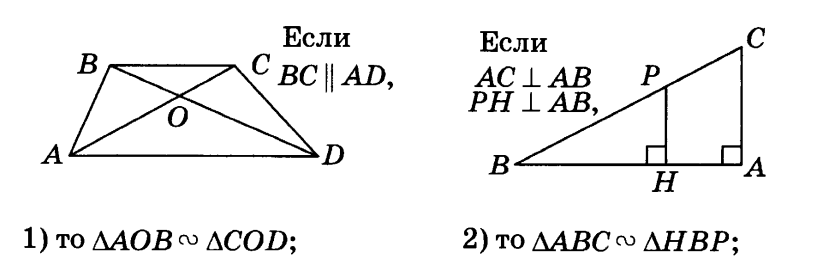 Если
BC ∥ AD,
B
C
O
A
D
1) то ΔAOB ∾ ΔCOD;
Если
AC ⊥ AB
PH ⊥ AB,
P
C
B
H
A
2) то ΔABC ∾ ΔHBP;